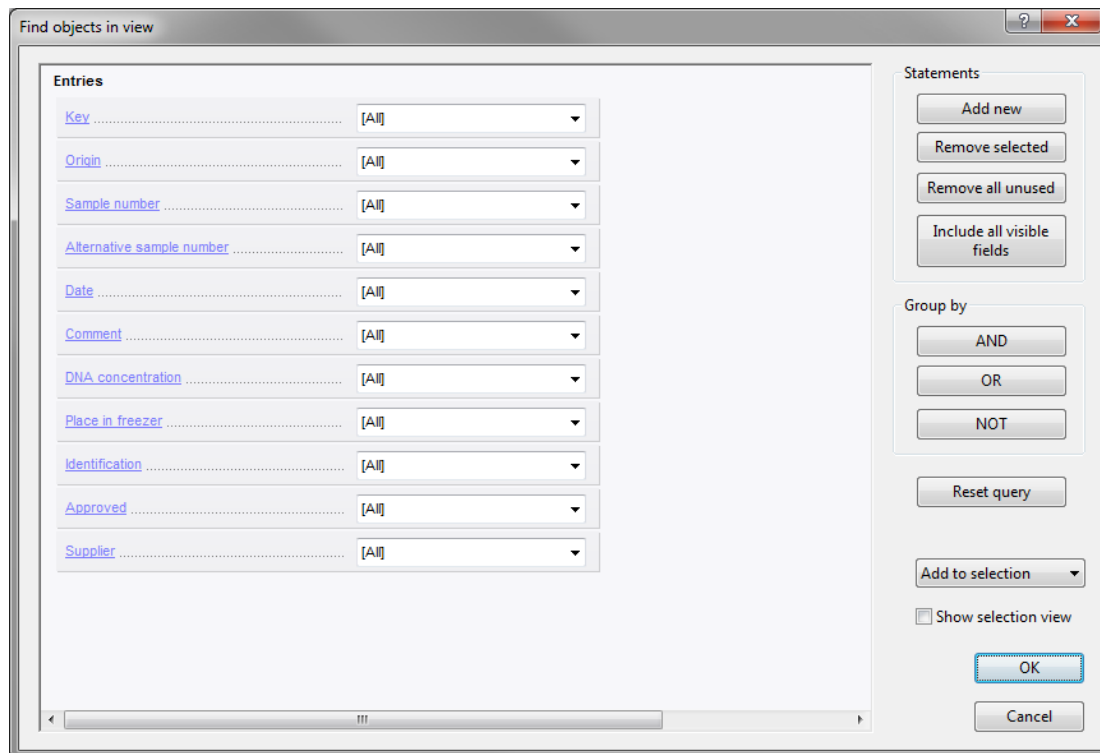 Find objects in view
Entries
Key [All]
Origin [All]
Sample number [All]
Alternative sample number [All]
Date [All]
Comment [All]
DNA concentration [All]
Place in freezer [All]
Identification [All]
Approved [All]
Supplier [All]
Statements
Add new
Remove selected
Remove all unused
Include all visible
fields
Group by
AND
OR
NOT
Reset query
Add to selection
Show selection view
OK
Cancel